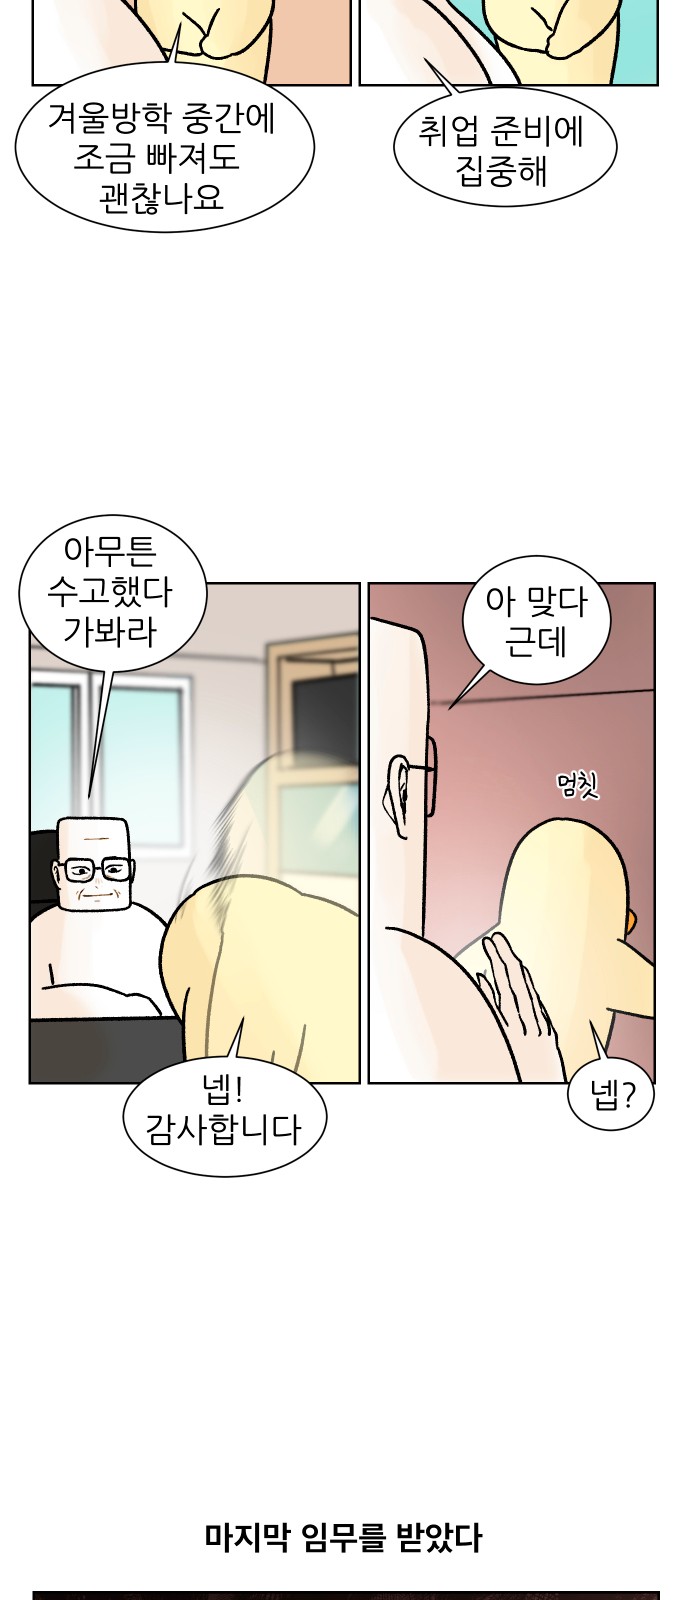 겨울방학 중간에
조금 빠져도
괜찮나요
취업 준비에
집중해
아무튼
수고했다
가봐라
넵!
감사합니다
아 맞다
근데
멈칫
넵?
마지막 임무를 받았다